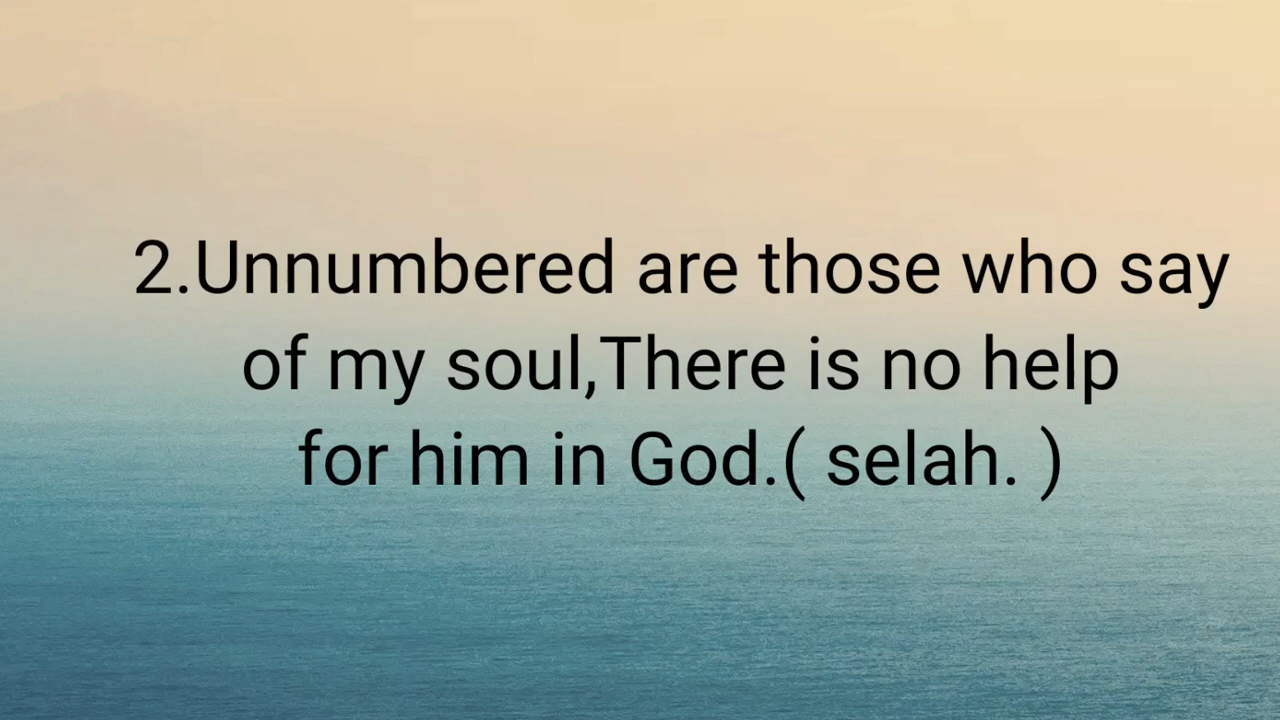 2.Unnumbered are those who say
of my soul,There is no help
for him in God.( selah. )